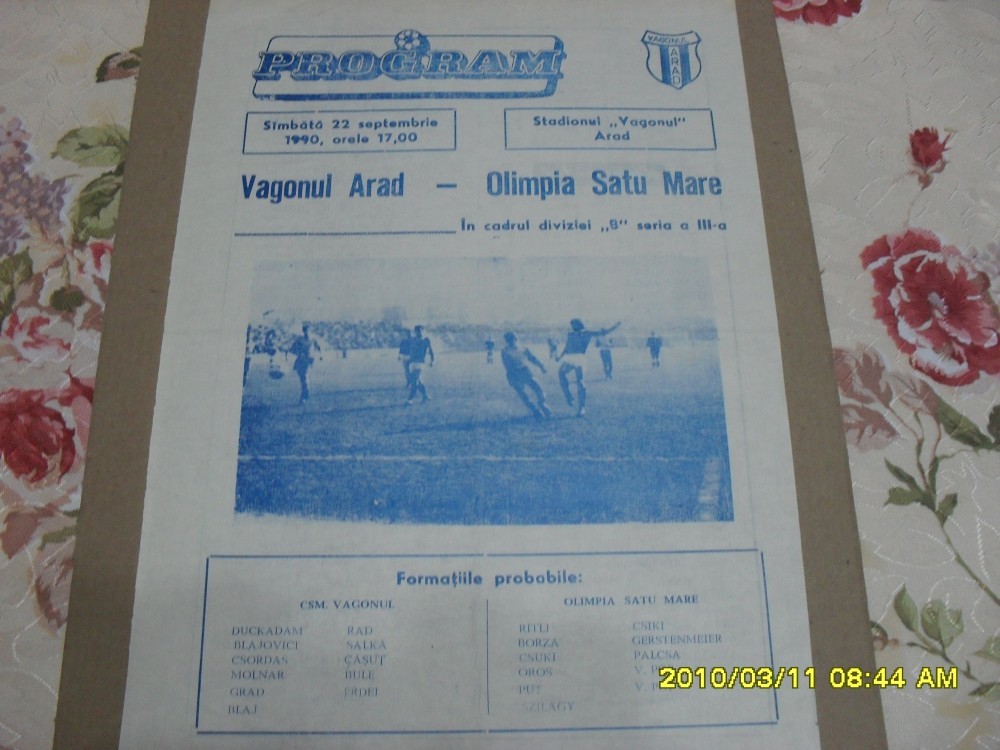 PROGRAM
VAGONUL
ARAD
Sîmbătă 22 septembrie
1990, orele 17,00
Stadionul „Vagonul"
Arad
Vagonul Arad — Olimpia Satu Mare
În cadrul diviziei „B" seria a III-a
Formațiile probabile:
CSM. VAGONUL
DUCKADAM RAD
BLAJOVICI SALKA
CSORDAS CAȘUT
MOLNAR BULE
GRAD ERDEI
BLAJ
OLIMPIA SATU MARE
RITLI CSIKI
BORZA GERSTENMEIER
CSUKI PALCSA
OROS V.
PUȚ V.
SZILAGY
2010/03/11 08:44 AM